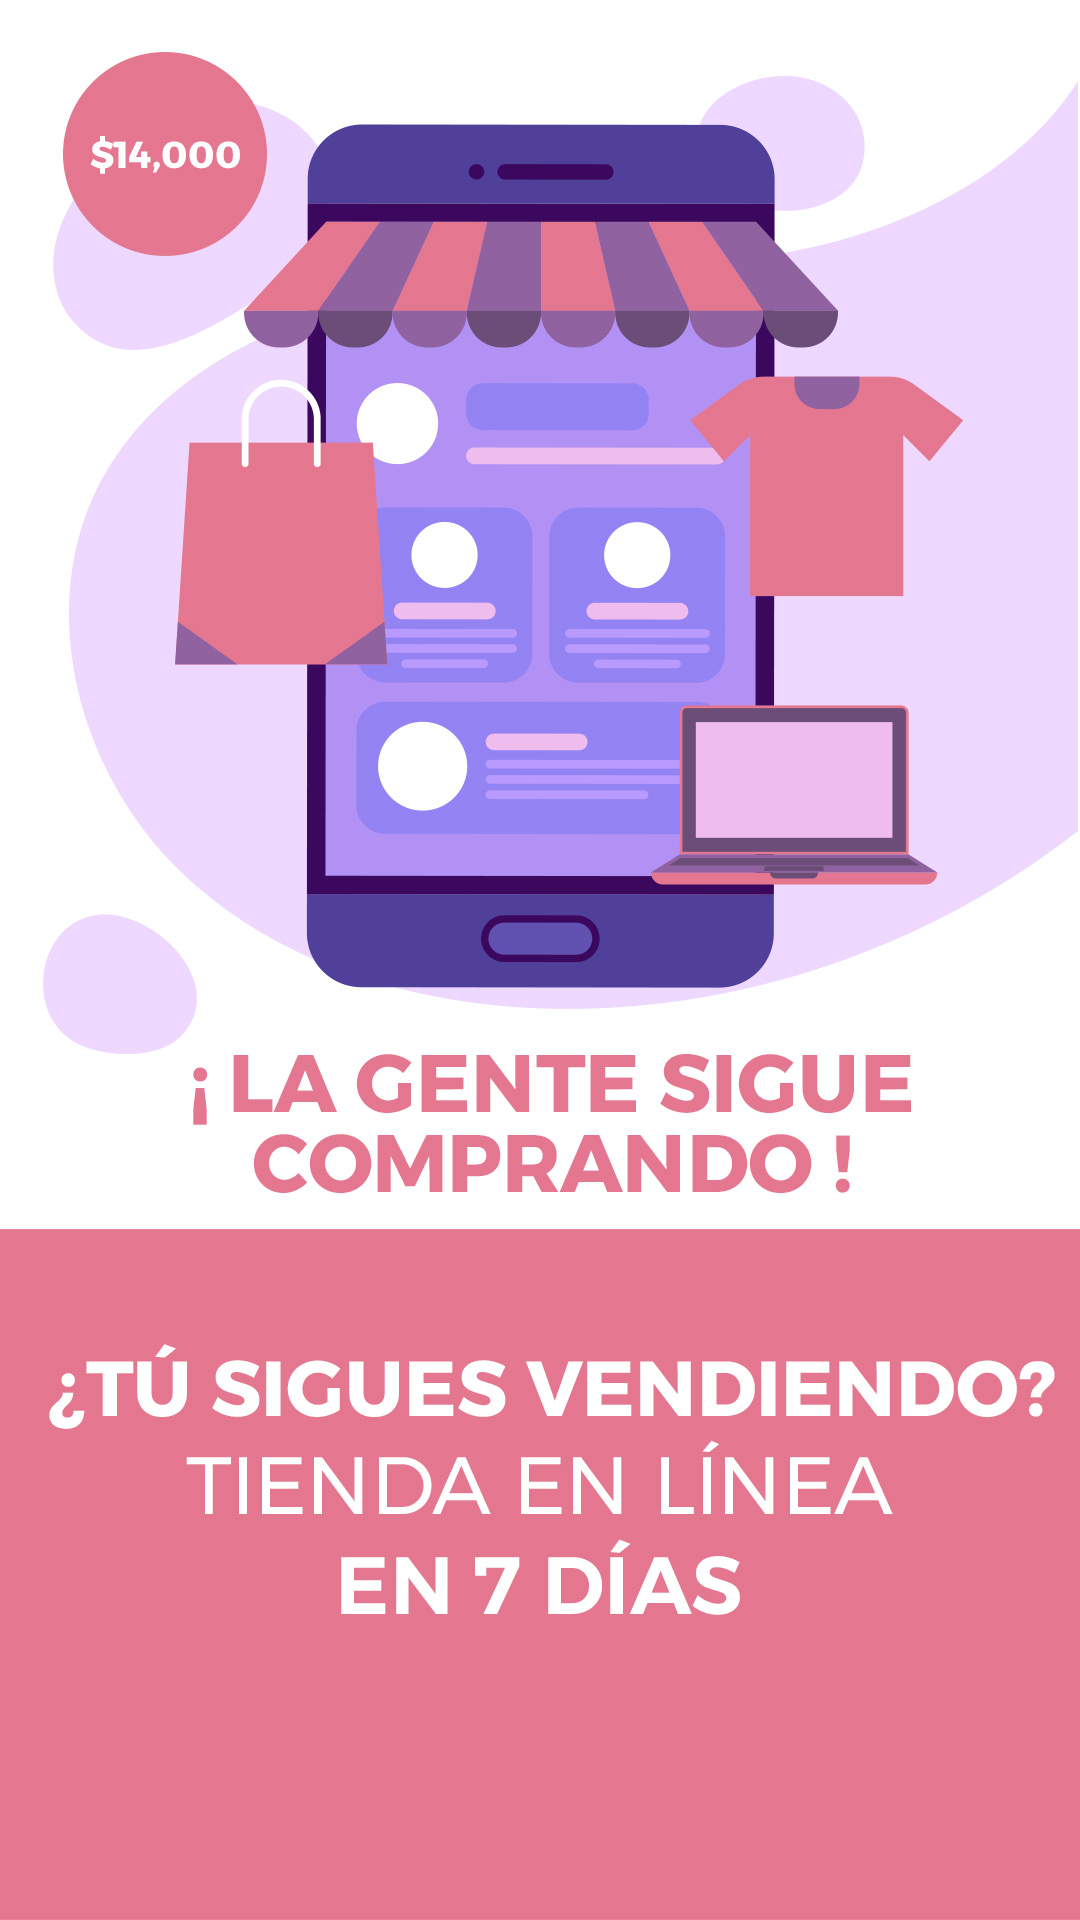 $14,000
¡ LA GENTE SIGUE
COMPRANDO !
¿TÚ SIGUES VENDIENDO?
TIENDA EN LÍNEA
EN 7 DÍAS